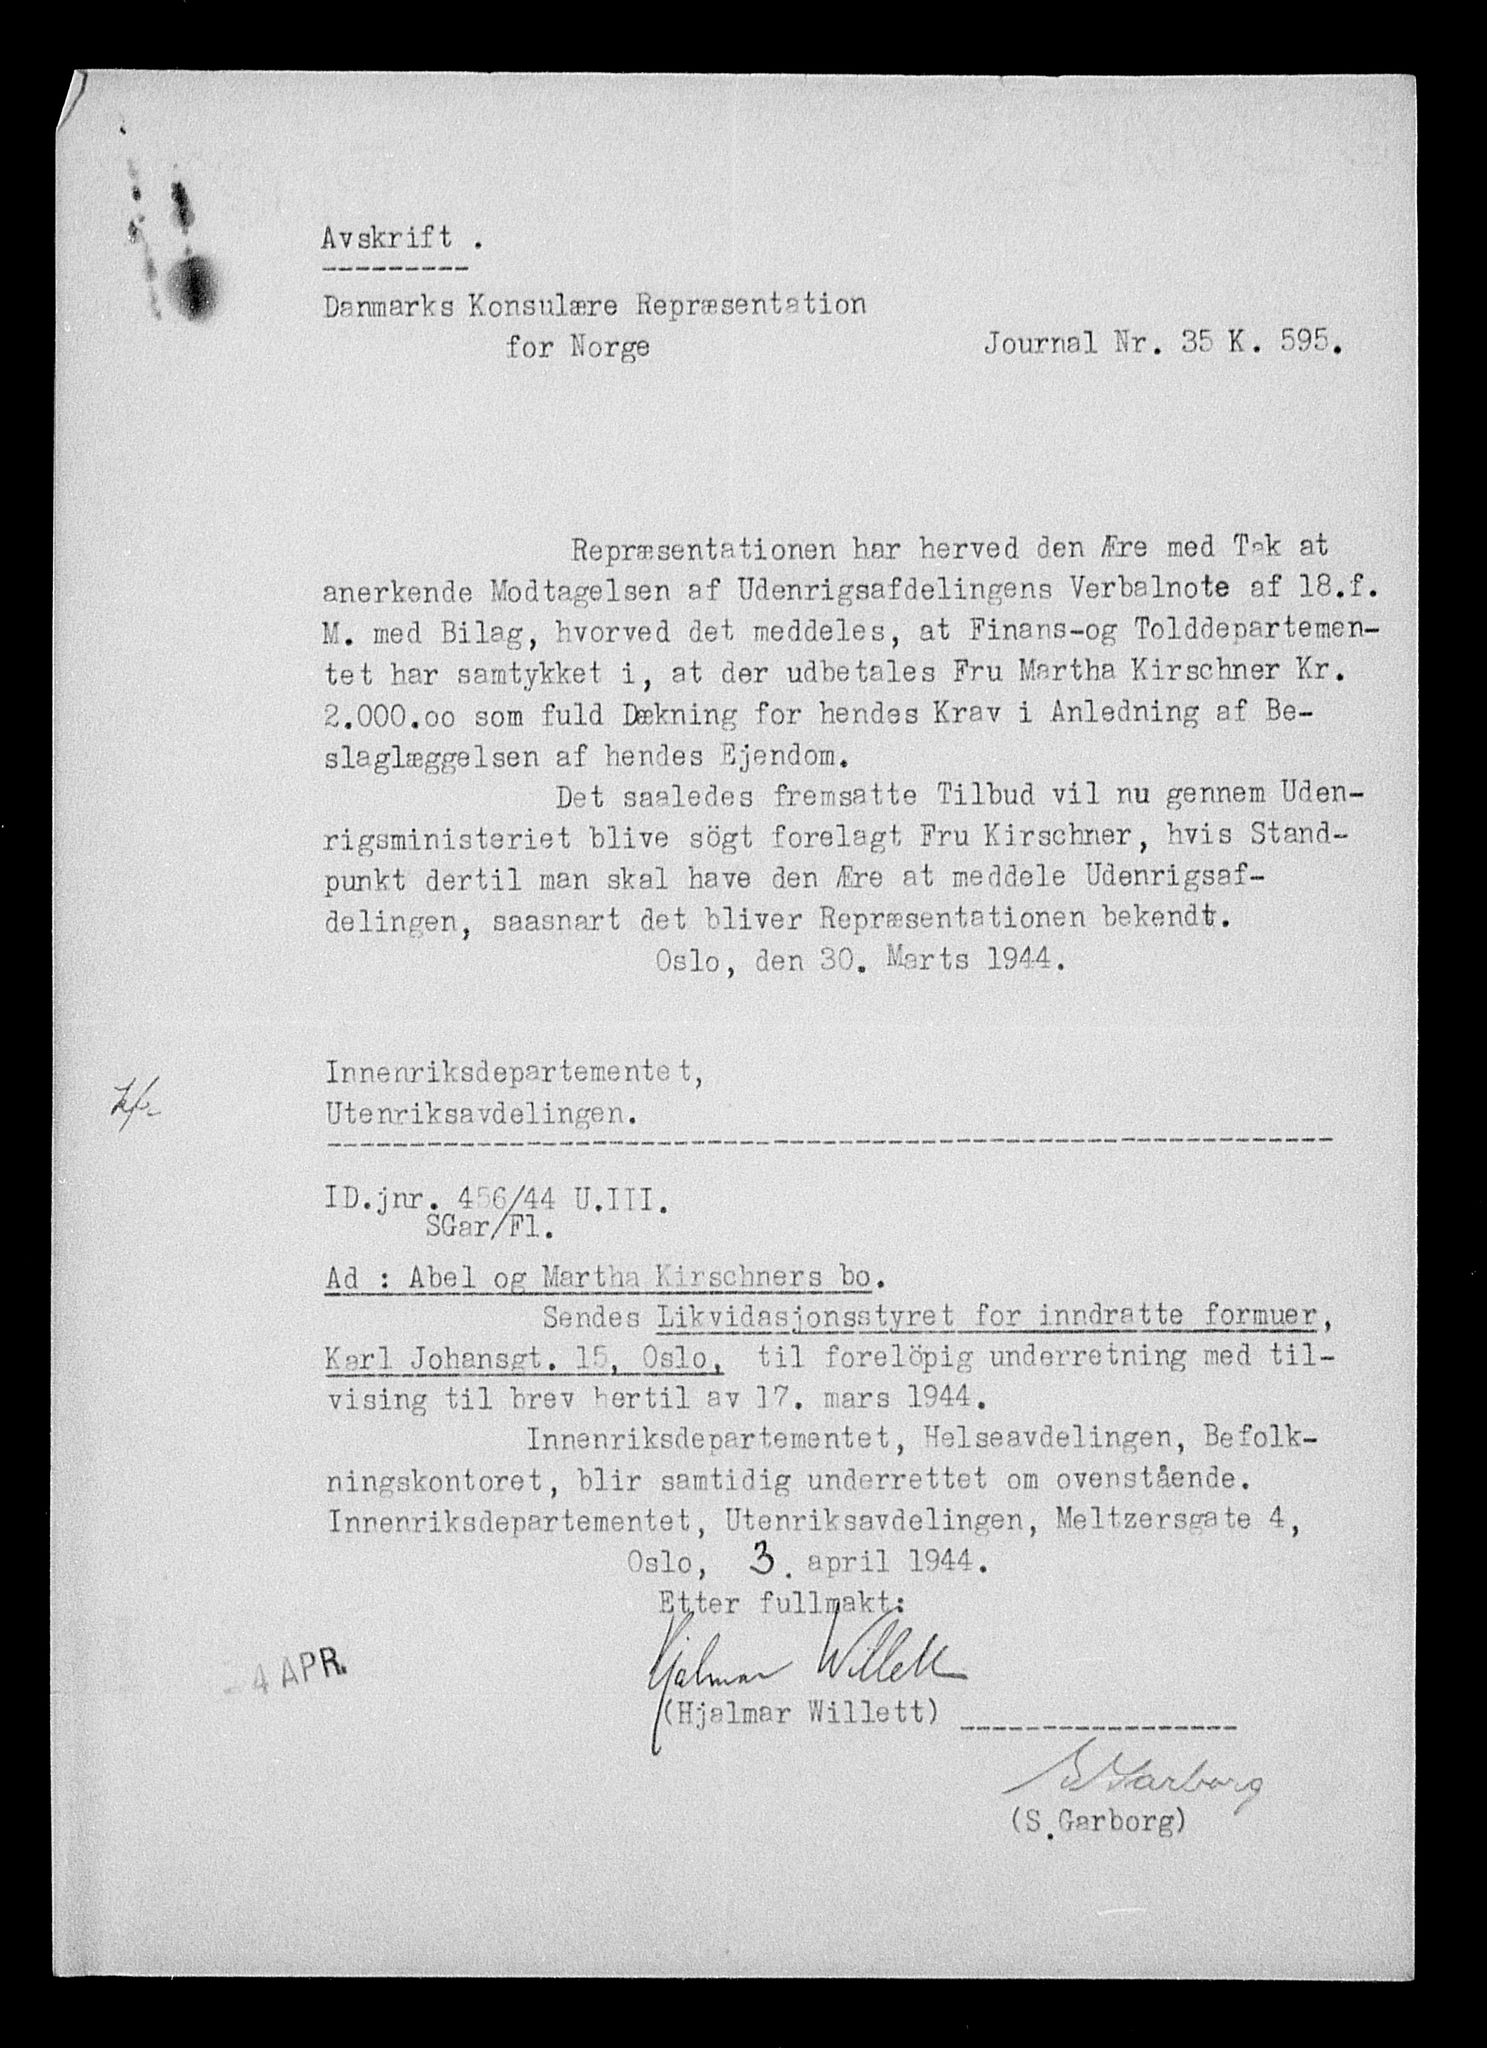 Avskrift .
Danmarks Konsulære Repræsentation
for Norge
Journal Nr. 35 K. 595.
Repræsentationen har herved den Ære med Tak at
anerkende Modtagelsen af Udenrigsafdelingens Verbalnote af 18.f.
M. med Bilag, hvorved det meddeles, at Finans-og Tolddepartemen-
tet har samtykket i, at der udbetales Fru Martha Kirschner Kr.
2.000.oo som fuld Dækning for hendes Krav i Anledning af Be-
slaglæggelsen af hendes Ejendom.
Det saaledes fremsatte Tilbud vil nu gennem Uden-
rigsministeriet blive sögt forelagt Fru Kirschner, hvis Stand-
punkt dertil man skal have den Ære at meddele Udenrigsaf-
delingen, saasnart det bliver Repræsentationen bekendt.
Oslo, den 30. Marts 1944.
Innenriksdepartementet,
Utenriksavdelingen.
ID.jnr. 456/44 U.III.
SGar/Fl.
Ad : Abel og Martha Kirschners bo.
Sendes Likvidasjonsstyret for inndratte formuer,
Karl Johansgt. 15, Oslo, til forelöpig underretning med til-
vising til brev hertil av 17. mars 1944.
Innenriksdepartementet, Helseavdelingen, Befolk-
ningskontoret, blir samtidig underrettet om ovenstående.
Innenriksdepartementet, Utenriksavdelingen, Meltzersgate 4,
Oslo, 3. april 1944.
Etter fullmakt:
Hjalmar Willett
(Hjalmar Willett)
- 4 APR.
S Garborg
(S.Garborg)